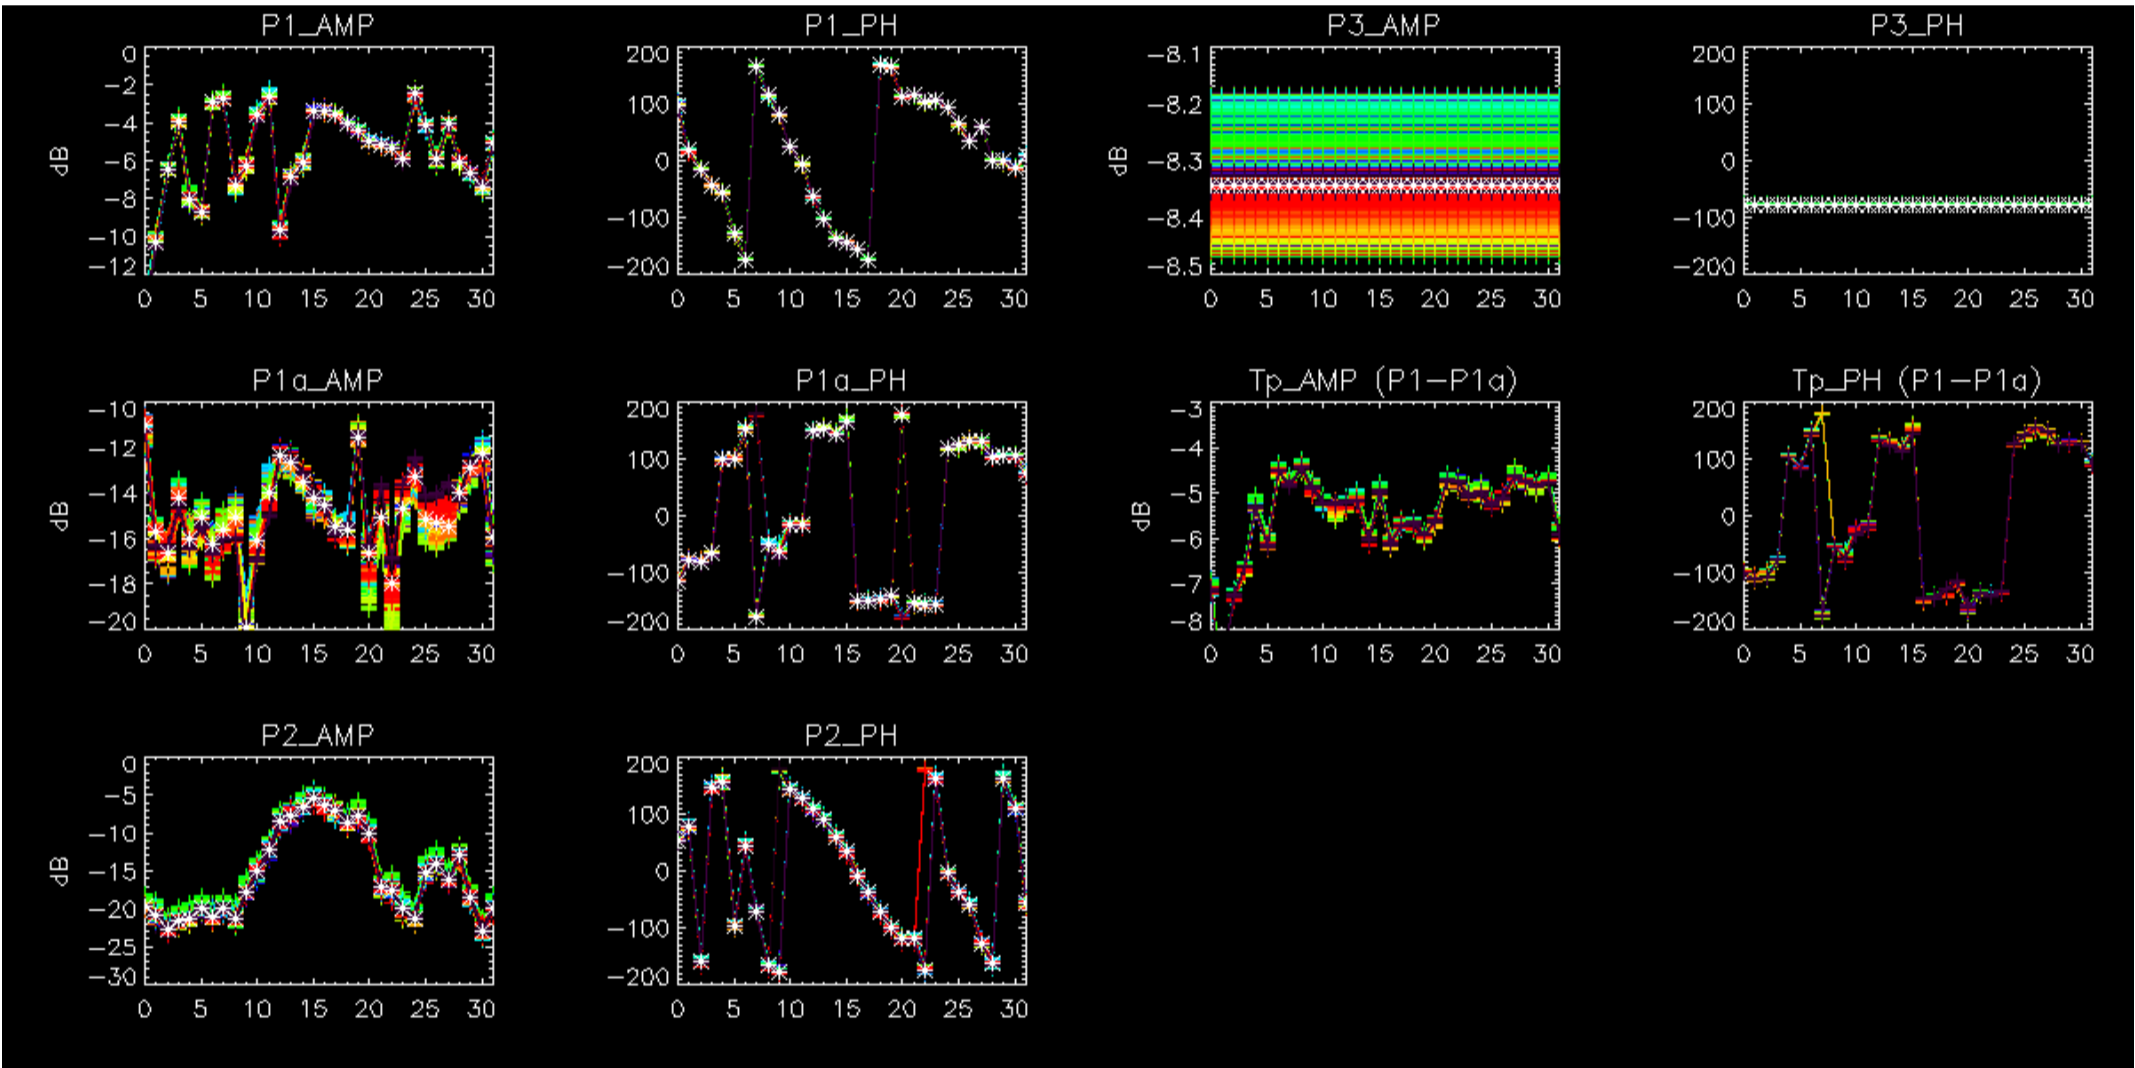 P1_AMP
0
-2
-4
-6
-8
-10
-12
dB
0 5 10 15 20 25 30
P1_PH
200
100
0
-100
-200
0 5 10 15 20 25 30
P3_AMP
-8.1
-8.2
-8.3
-8.4
-8.5
dB
0 5 10 15 20 25 30
P3_PH
200
100
0
-100
-200
0 5 10 15 20 25 30
P1a_AMP
-10
-12
-14
-16
-18
-20
dB
0 5 10 15 20 25 30
P1a_PH
200
100
0
-100
-200
0 5 10 15 20 25 30
Tp_AMP (P1-P1a)
-3
-4
-5
-6
-7
-8
dB
0 5 10 15 20 25 30
Tp_PH (P1-P1a)
200
100
0
-100
-200
0 5 10 15 20 25 30
P2_AMP
0
-5
-10
-15
-20
-25
-30
dB
0 5 10 15 20 25 30
P2_PH
200
100
0
-100
-200
0 5 10 15 20 25 30